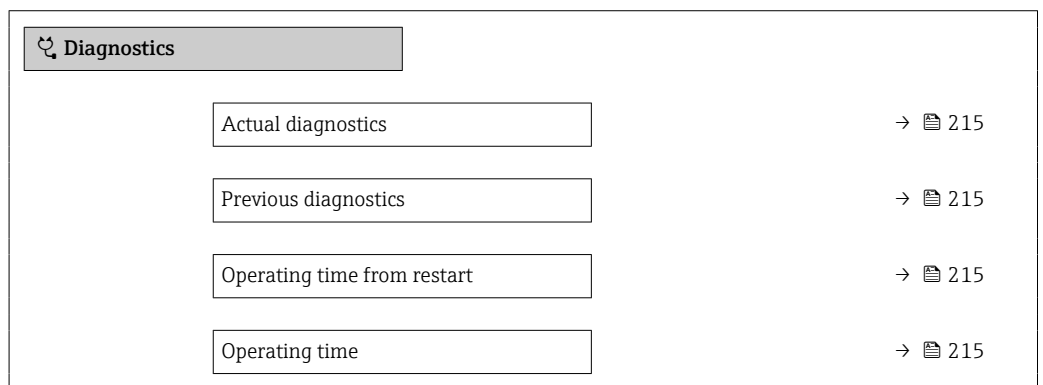 Diagnostics
Actual diagnostics → 215
Previous diagnostics → 215
Operating time from restart → 215
Operating time → 215